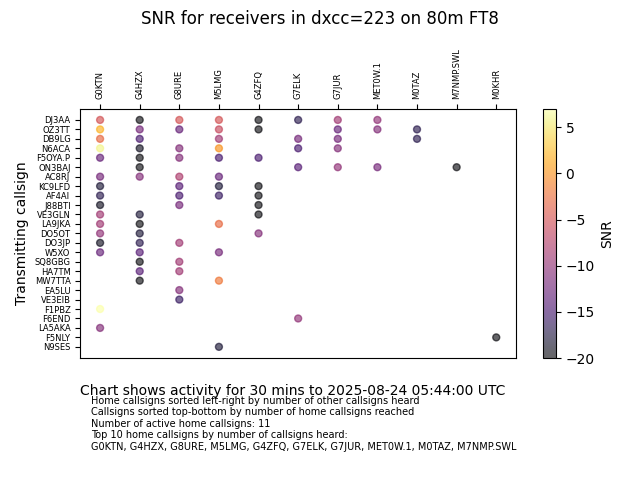 SNR for receivers in dxcc=223 on 80m FT8
G0KTN
G4HZX
G8URE
M5LMG
G4ZFQ
G7ELK
G7JUR
MET0W.1
M0TAZ
M7NMP.SWL
M0KHR
Transmitting callsign
DJ3AA
OZ3TT
DB9LG
N6ACA
F5OYA.P
ON3BAJ
AC8RJ
KC9LFD
AF4AI
J88BTI
VE3GLN
LA9JKA
DO5OT
DO3JP
W5XO
SQ8GBG
HA7TM
MW7TTA
EA5LU
VE3EIB
F1PBZ
F6END
LA5AKA
F5NLY
N9SES
5
0
−5
−10
−15
−20
SNR
Chart shows activity for 30 mins to 2025-08-24 05:44:00 UTC
Home callsigns sorted left-right by number of other callsigns heard
Callsigns sorted top-bottom by number of home callsigns reached
Number of active home callsigns: 11
Top 10 home callsigns by number of callsigns heard:
G0KTN, G4HZX, G8URE, M5LMG, G4ZFQ, G7ELK, G7JUR, MET0W.1, M0TAZ, M7NMP.SWL